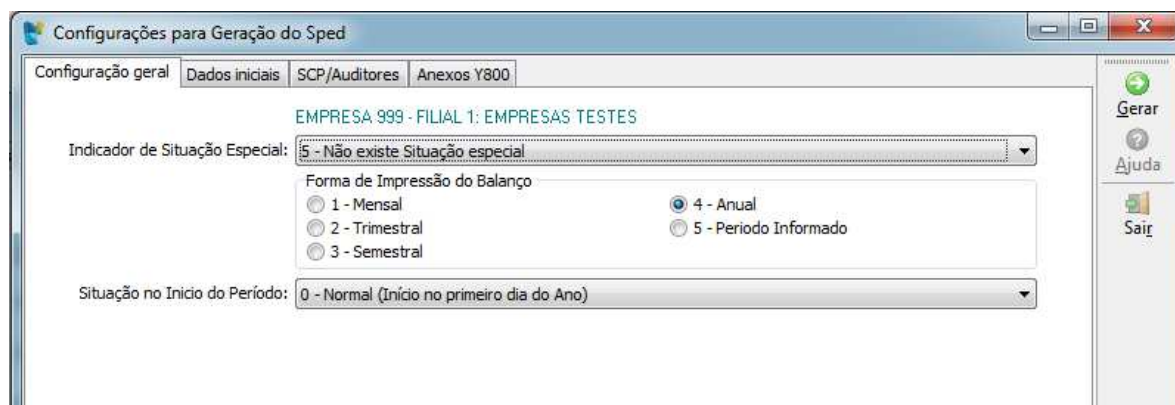 Configurações para Geração do Sped
Configuração geral Dados iniciais SCP/Auditores Anexos Y800
EMPRESA 999 - FILIAL 1: EMPRESAS TESTES
Indicador de Situação Especial: 5 - Não existe Situação especial
Forma de Impressão do Balanço
1 - Mensal 4 - Anual
2 - Trimestral 5 - Periodo Informado
3 - Semestral
Situação no Inicio do Período: 0 - Normal (Início no primeiro dia do Ano)
Gerar
Ajuda
Sair